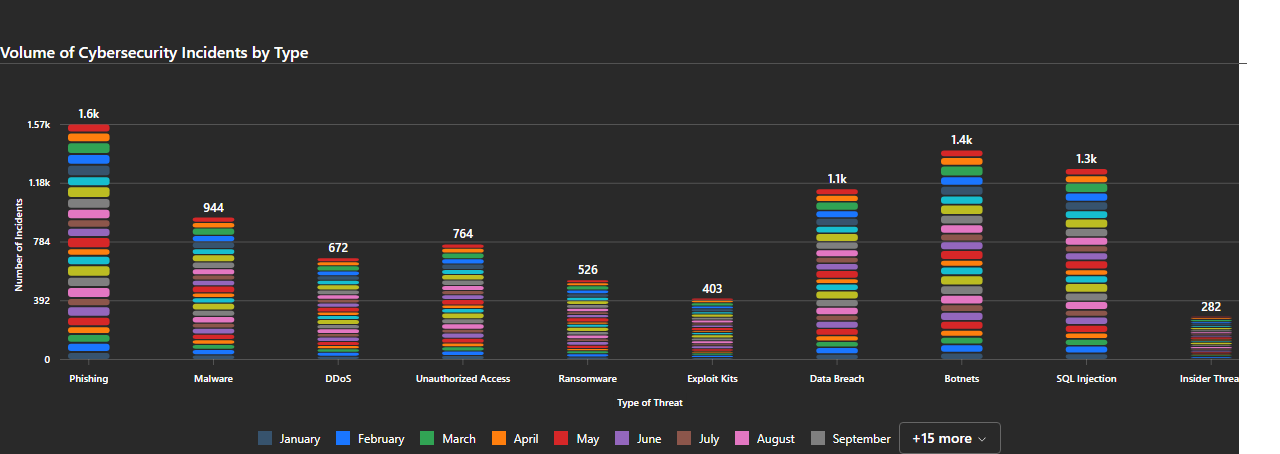 Volume of Cybersecurity Incidents by Type
1.6k
1.57k
1.4k
1.3k
1.18k
1.1k
944
784
764
672
526
403
392
282
0
Number of Incidents
Phishing Malware DDoS Unauthorized Access Ransomware Exploit Kits Data Breach Botnets SQL Injection Insider Threa
Type of Threat
January February March April May June July August September +15 more